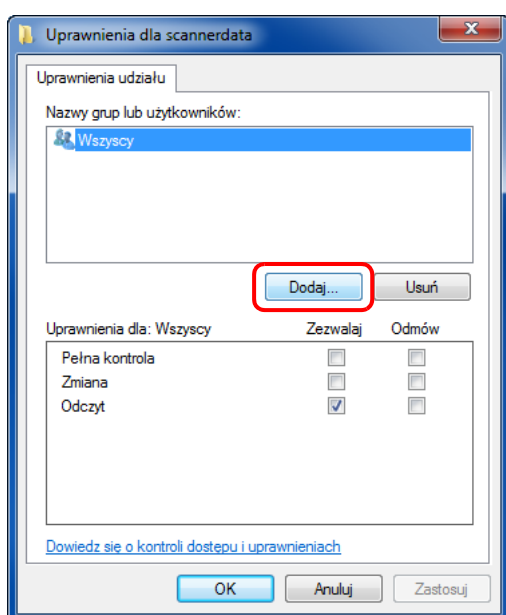 Uprawnienia dla scannerdata
Uprawnienia udziału
Nazwy grup lub użytkowników:
Wszyscy
Dodaj... Usuń
Uprawnienia dla: Wszyscy Zezwalaj Odmów
Pełna kontrola
Zmiana
Odczyt
Dowiedz się o kontroli dostępu i uprawnieniach
OK Anuluj Zastosuj